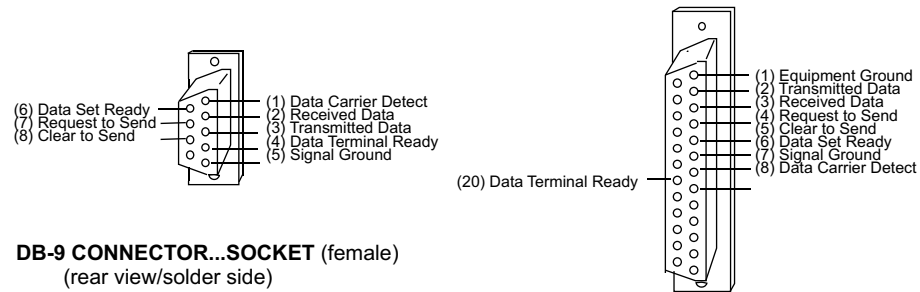 (6) Data Set Ready
(7) Request to Send
(8) Clear to Send
(1) Data Carrier Detect
(2) Received Data
(3) Transmitted Data
(4) Data Terminal Ready
(5) Signal Ground
DB-9 CONNECTOR...SOCKET (female)
(rear view/solder side)
(20) Data Terminal Ready
(1) Equipment Ground
(2) Transmitted Data
(3) Received Data
(4) Request to Send
(5) Clear to Send
(6) Data Set Ready
(7) Signal Ground
(8) Data Carrier Detect